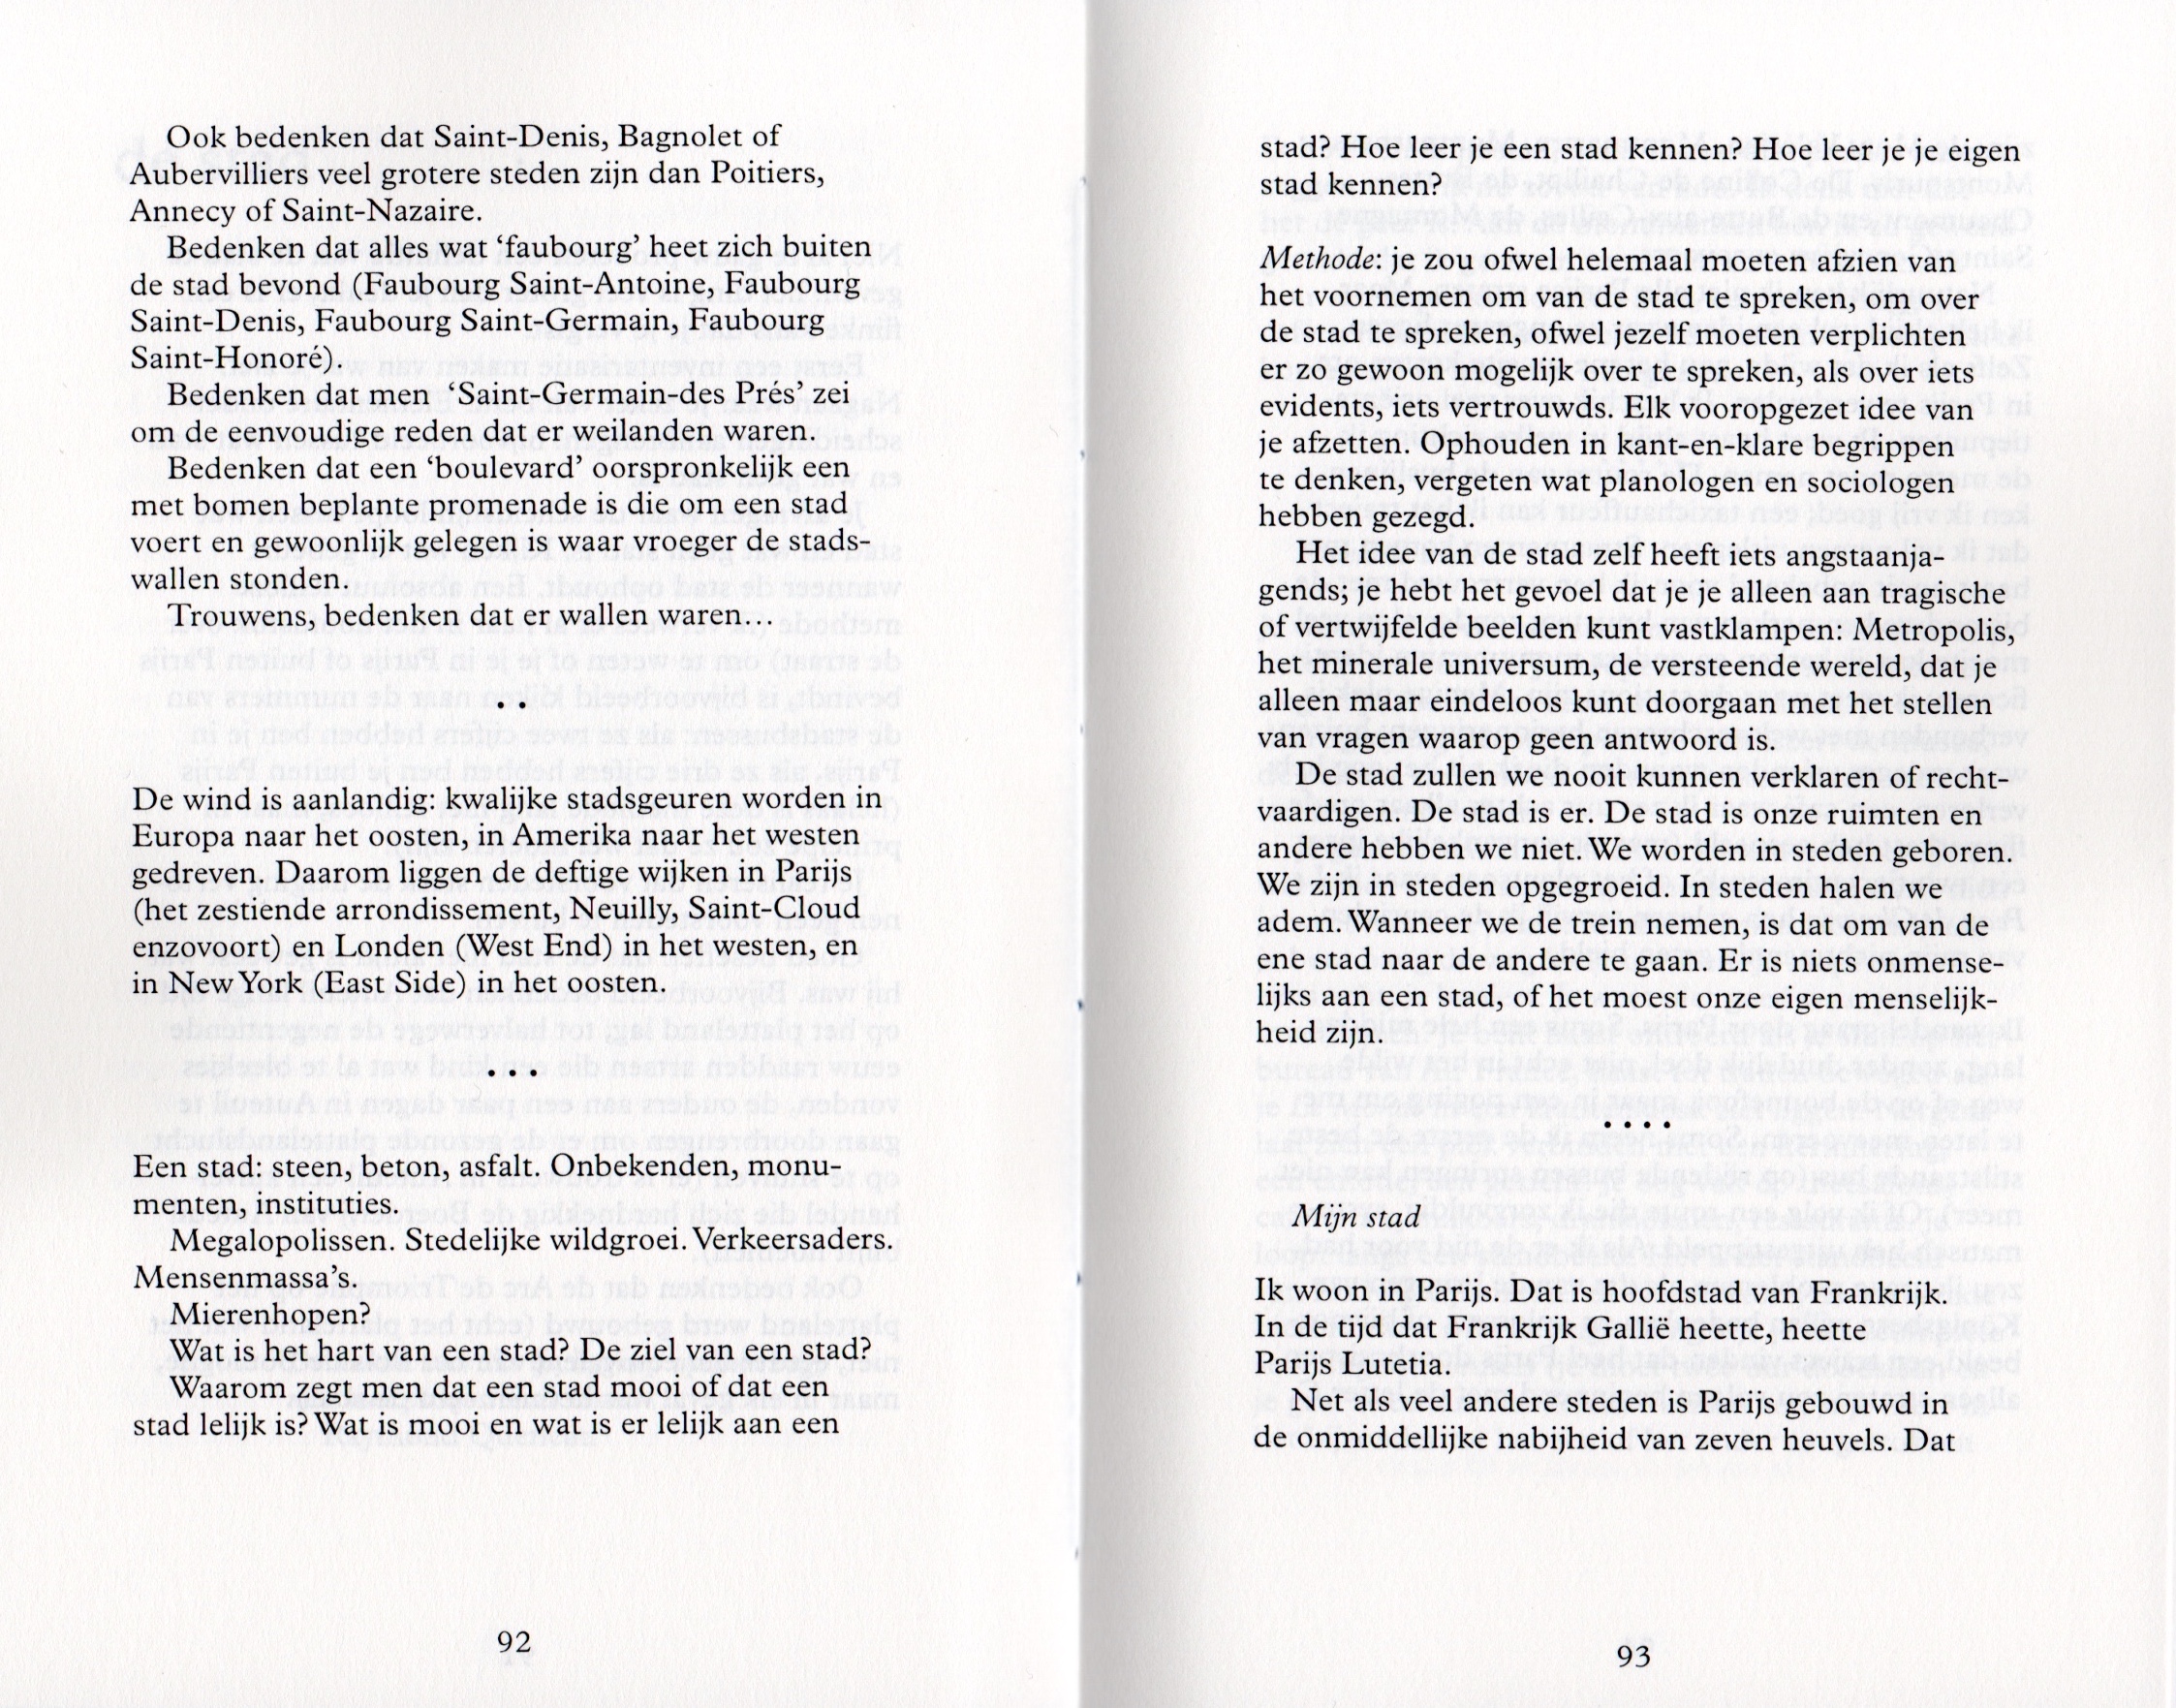 Ook bedenken dat Saint-Denis, Bagnolet of
Aubervilliers veel grotere steden zijn dan Poitiers,
Annecy of Saint-Nazaire.
Bedenken dat alles wat ‘faubourg’ heet zich buiten
de stad bevond (Faubourg Saint-Antoine, Faubourg
Saint-Denis, Faubourg Saint-Germain, Faubourg
Saint-Honoré).
Bedenken dat men ‘Saint-Germain-des Prés’ zei
om de eenvoudige reden dat er weilanden waren.
Bedenken dat een ‘boulevard’ oorspronkelijk een
met bomen beplante promenade is die om een stad
voert en gewoonlijk gelegen is waar vroeger de stads-
wallen stonden.
Trouwens, bedenken dat er wallen waren…
• •
De wind is aanlandig: kwalijke stadsgeuren worden in
Europa naar het oosten, in Amerika naar het westen
gedreven. Daarom liggen de deftige wijken in Parijs
(het zestiende arrondissement, Neuilly, Saint-Cloud
enzovoort) en Londen (West End) in het westen, en
in New York (East Side) in het oosten.
• • •
Een stad: steen, beton, asfalt. Onbekenden, monu-
menten, instituties.
Megalopolissen. Stedelijke wildgroei. Verkeersaders.
Mensenmassa’s.
Mierenhopen?
Wat is het hart van een stad? De ziel van een stad?
Waarom zegt men dat een stad mooi of dat een
stad lelijk is? Wat is mooi en wat is er lelijk aan een
92
stad? Hoe leer je een stad kennen? Hoe leer je je eigen
stad kennen?
Methode: je zou ofwel helemaal moeten afzien van
het voornemen om van de stad te spreken, om over
de stad te spreken, ofwel jezelf moeten verplichten
er zo gewoon mogelijk over te spreken, als over iets
evidents, iets vertrouwds. Elk vooropgezet idee van
je afzetten. Ophouden in kant-en-klare begrippen
te denken, vergeten wat planologen en sociologen
hebben gezegd.
Het idee van de stad zelf heeft iets angstaanja-
gends; je hebt het gevoel dat je je alleen aan tragische
of vertwijfelde beelden kunt vastklampen: Metropolis,
het minerale universum, de versteende wereld, dat je
alleen maar eindeloos kunt doorgaan met het stellen
van vragen waarop geen antwoord is.
De stad zullen we nooit kunnen verklaren of recht-
vaardigen. De stad is er. De stad is onze ruimten en
andere hebben we niet. We worden in steden geboren.
We zijn in steden opgegroeid. In steden halen we
adem. Wanneer we de trein nemen, is dat om van de
ene stad naar de andere te gaan. Er is niets onmense-
lijks aan een stad, of het moest onze eigen menselijk-
heid zijn.
• • • •
Mijn stad
Ik woon in Parijs. Dat is hoofdstad van Frankrijk.
In de tijd dat Frankrijk Gallië heette, heette
Parijs Lutetia.
Net als veel andere steden is Parijs gebouwd in
de onmiddellijke nabijheid van zeven heuvels. Dat
93